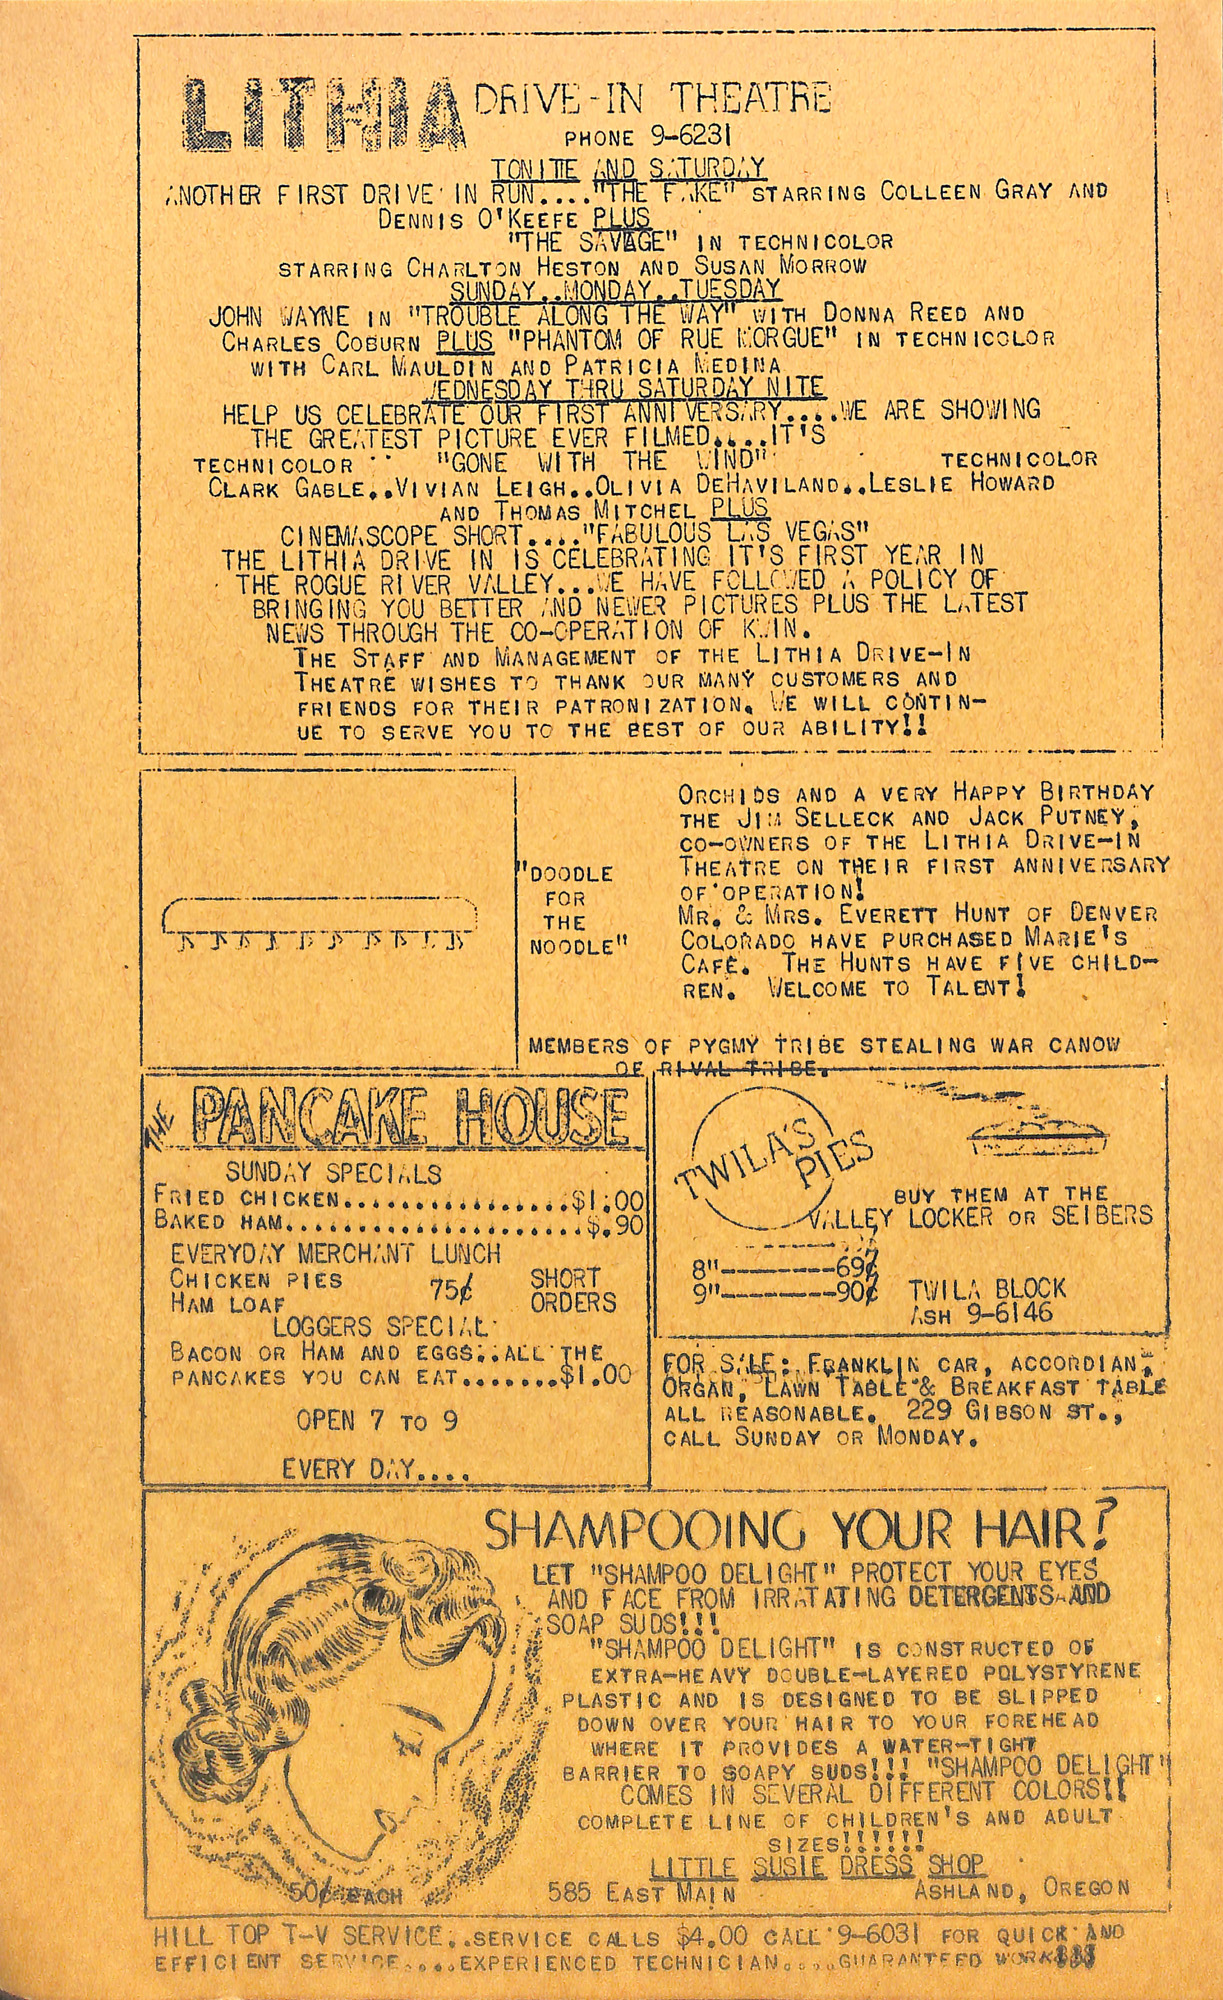 LITHIA DRIVE-IN THEATRE
PHONE 9-6231
TONITE AND SATURDAY
ANOTHER FIRST DRIVE IN RUN...."THE FAKE" STARRING COLLEEN GRAY AND
DENNIS O'KEEFE PLUS
"THE SAVAGE" IN TECHNICOLOR
STARRING CHARLTON HESTON AND SUSAN MORROW
SUNDAY..MONDAY..TUESDAY
JOHN WAYNE IN "TROUBLE ALONG THE WAY" WITH DONNA REED AND
CHARLES COBURN PLUS "PHANTOM OF RUE MORGUE" IN TECHNICOLOR
WITH CARL MAULDIN AND PATRICIA MEDINA
WEDNESDAY THRU SATURDAY NITE
HELP US CELEBRATE OUR FIRST ANNIVERSARY....WE ARE SHOWING
THE GREATEST PICTURE EVER FILMED....IT'S
TECHNICOLOR "GONE WITH THE WIND" TECHNICOLOR
CLARK GABLE..VIVIAN LEIGH..OLIVIA DEHAVILAND..LESLIE HOWARD
AND THOMAS MITCHEL PLUS
CINEMASCOPE SHORT...."FABULOUS LAS VEGAS"
THE LITHIA DRIVE IN IS CELEBRATING IT'S FIRST YEAR IN
THE ROGUE RIVER VALLEY...WE HAVE FOLLOWED A POLICY OF
BRINGING YOU BETTER AND NEWER PICTURES PLUS THE LATEST
NEWS THROUGH THE CO-OPERATION OF KWIN.
THE STAFF AND MANAGEMENT OF THE LITHIA DRIVE-IN
THEATRE WISHES TO THANK OUR MANY CUSTOMERS AND
FRIENDS FOR THEIR PATRONIZATION. WE WILL CONTIN-
UE TO SERVE YOU TO THE BEST OF OUR ABILITY!!
"DOODLE
FOR
THE
NOODLE"
ORCHIDS AND A VERY HAPPY BIRTHDAY
THE JIM SELLECK AND JACK PUTNEY,
CO-OWNERS OF THE LITHIA DRIVE-IN
THEATRE ON THEIR FIRST ANNIVERSARY
OF OPERATION!
MR. & MRS. EVERETT HUNT OF DENVER
COLORADO HAVE PURCHASED MARIE'S
CAFE. THE HUNTS HAVE FIVE CHILD-
REN. WELCOME TO TALENT!
MEMBERS OF PYGMY TRIBE STEALING WAR CANOW
OF RIVAL TRIBE.
THE PANCAKE HOUSE
SUNDAY SPECIALS
FRIED CHICKEN.................$1.00
BAKED HAM......................$.90
EVERYDAY MERCHANT LUNCH
CHICKEN PIES 75¢ SHORT
HAM LOAF ORDERS
LOGGERS SPECIAL
BACON OR HAM AND EGGS..ALL THE
PANCAKES YOU CAN EAT.......$1.00
OPEN 7 TO 9
EVERY DAY....
TWILA'S
PIES
BUY THEM AT THE
VALLEY LOCKER OR SEIBERS
8"---------69¢
9"---------90¢
TWILA BLOCK
ASH 9-6146
FOR SALE: FRANKLIN CAR, ACCORDIAN,
ORGAN, LAWN TABLE & BREAKFAST TABLE
ALL REASONABLE. 229 GIBSON ST.,
CALL SUNDAY OR MONDAY.
SHAMPOOING YOUR HAIR?
LET "SHAMPOO DELIGHT" PROTECT YOUR EYES
AND FACE FROM IRRATATING DETERGENTS AND
SOAP SUDS!!!
"SHAMPOO DELIGHT" IS CONSTRUCTED OF
EXTRA-HEAVY DOUBLE-LAYERED POLYSTYRENE
PLASTIC AND IS DESIGNED TO BE SLIPPED
DOWN OVER YOUR HAIR TO YOUR FOREHEAD
WHERE IT PROVIDES A WATER-TIGHT
BARRIER TO SOAPY SUDS!!! "SHAMPOO DELIGHT"
COMES IN SEVERAL DIFFERENT COLORS!!
COMPLETE LINE OF CHILDREN'S AND ADULT
SIZES!!!!!!
LITTLE SUSIE DRESS SHOP
50¢ EACH
585 EAST MAIN ASHLAND, OREGON
HILL TOP T-V SERVICE..SERVICE CALLS $4.00 CALL 9-6031 FOR QUICK AND
EFFICIENT SERVICE....EXPERIENCED TECHNICIAN....GUARANTEED WORK$$$